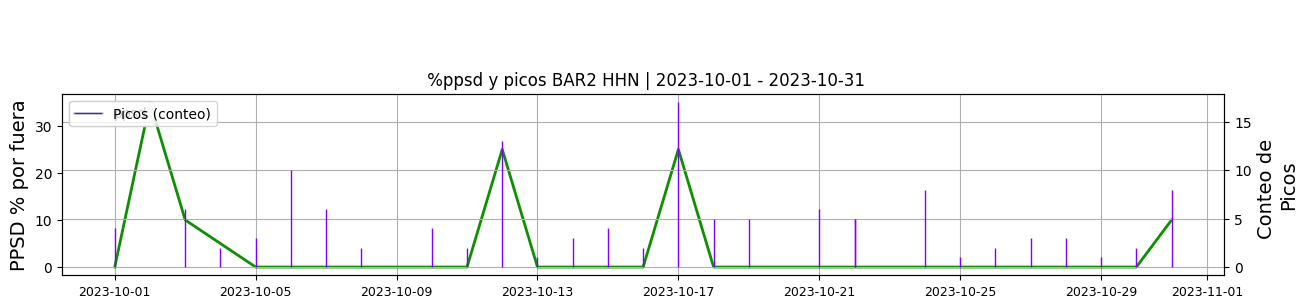 %ppsd y picos BAR2 HHN | 2023-10-01 - 2023-10-31
Picos (conteo)
PPSD % por fuera
30
20
10
0
15
10
5
0
Conteo de
Picos
2023-10-01 2023-10-05 2023-10-09 2023-10-13 2023-10-17 2023-10-21 2023-10-25 2023-10-29 2023-11-01